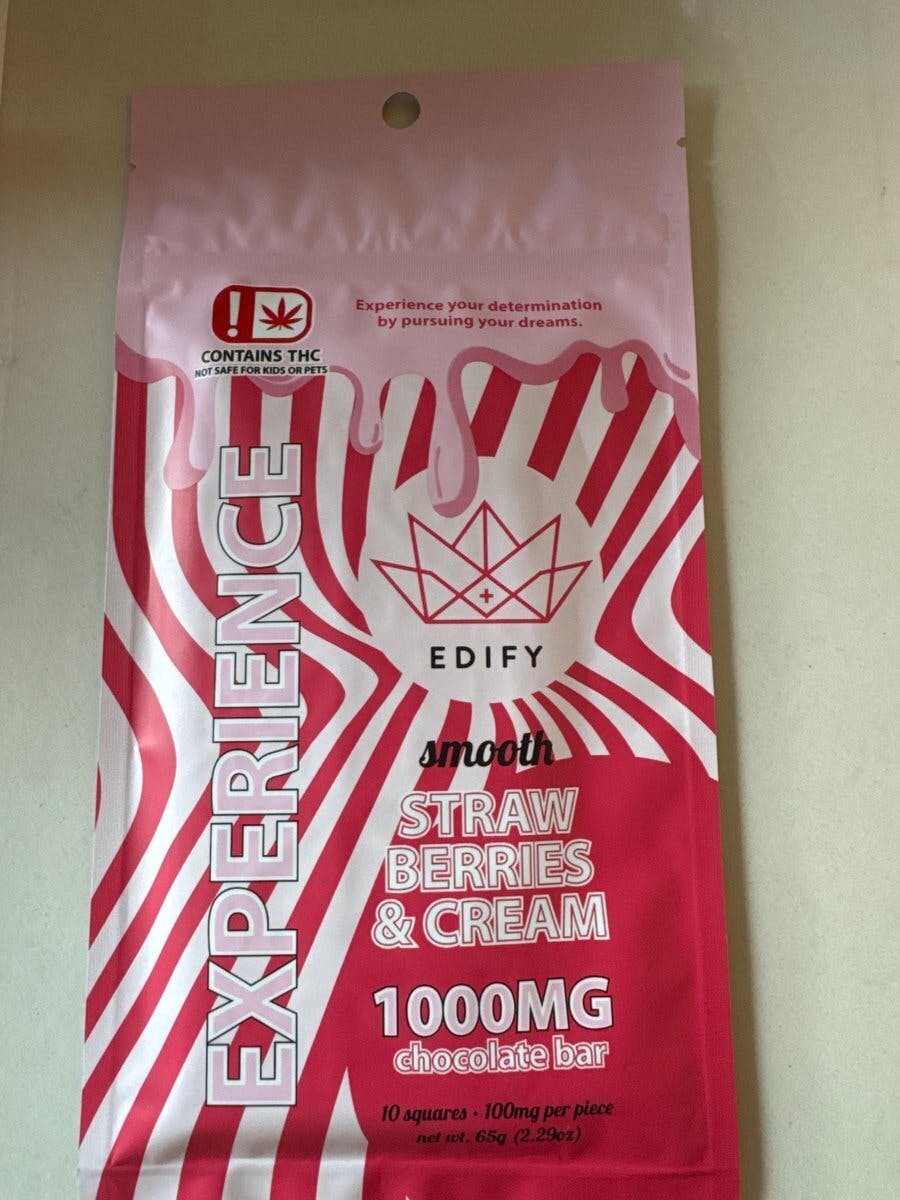 !
CONTAINS THC
NOT SAFE FOR KIDS OR PETS
Experience your determination
by pursuing your dreams.
EXPERIENCE
EDIFY
smooth
STRAW
BERRIES
& CREAM
1000MG
chocolate bar
10 squares • 100mg per piece
net wt. 65g (2.29oz)